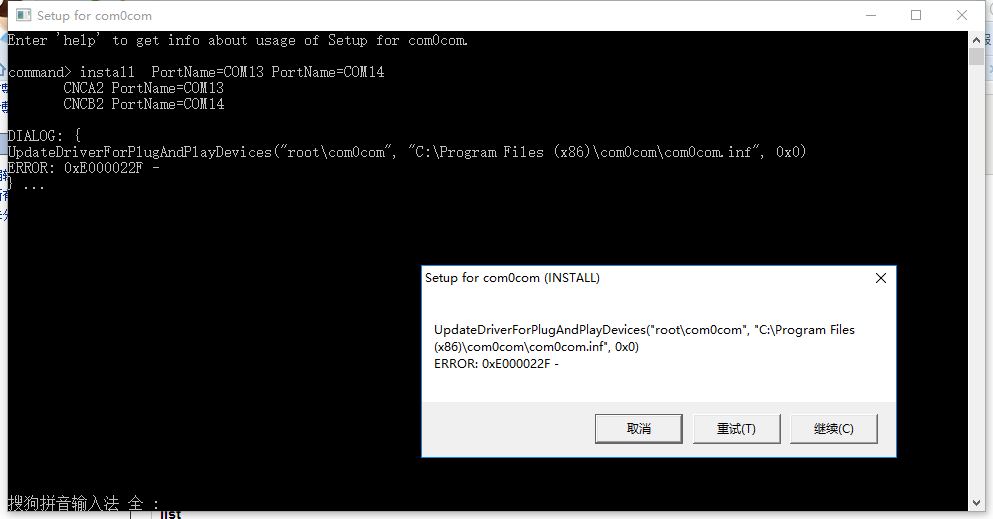 Setup for com0com
Enter 'help' to get info about usage of Setup for com0com.
command> install  PortName=COM13 PortName=COM14
       CNCA2 PortName=COM13
       CNCB2 PortName=COM14
DIALOG: {
UpdateDriverForPlugAndPlayDevices("root\com0com", "C:\Program Files (x86)\com0com\com0com.inf", 0x0)
ERROR: 0xE000022F -
} ...
Setup for com0com (INSTALL)
UpdateDriverForPlugAndPlayDevices("root\com0com", "C:\Program Files
(x86)\com0com\com0com.inf", 0x0)
ERROR: 0xE000022F -
取消
重试(T)
继续(C)
搜狗拼音输入法 全 :
list